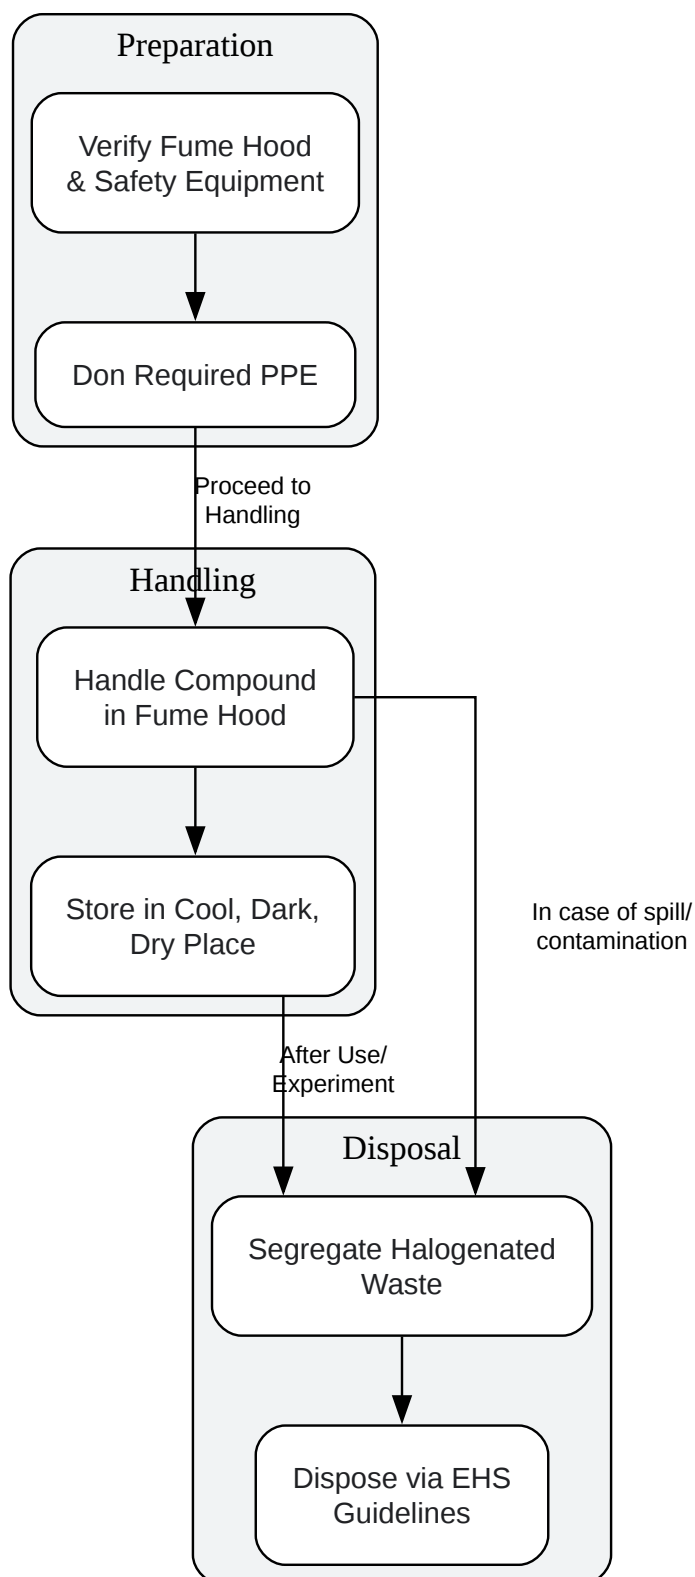 Preparation
Verify Fume Hood
& Safety Equipment
Don Required PPE
Proceed to
Handling
Handling
Handle Compound
in Fume Hood
Store in Cool, Dark,
Dry Place
In case of spill/
contamination
After Use/
Experiment
Disposal
Segregate Halogenated
Waste
Dispose via EHS
Guidelines